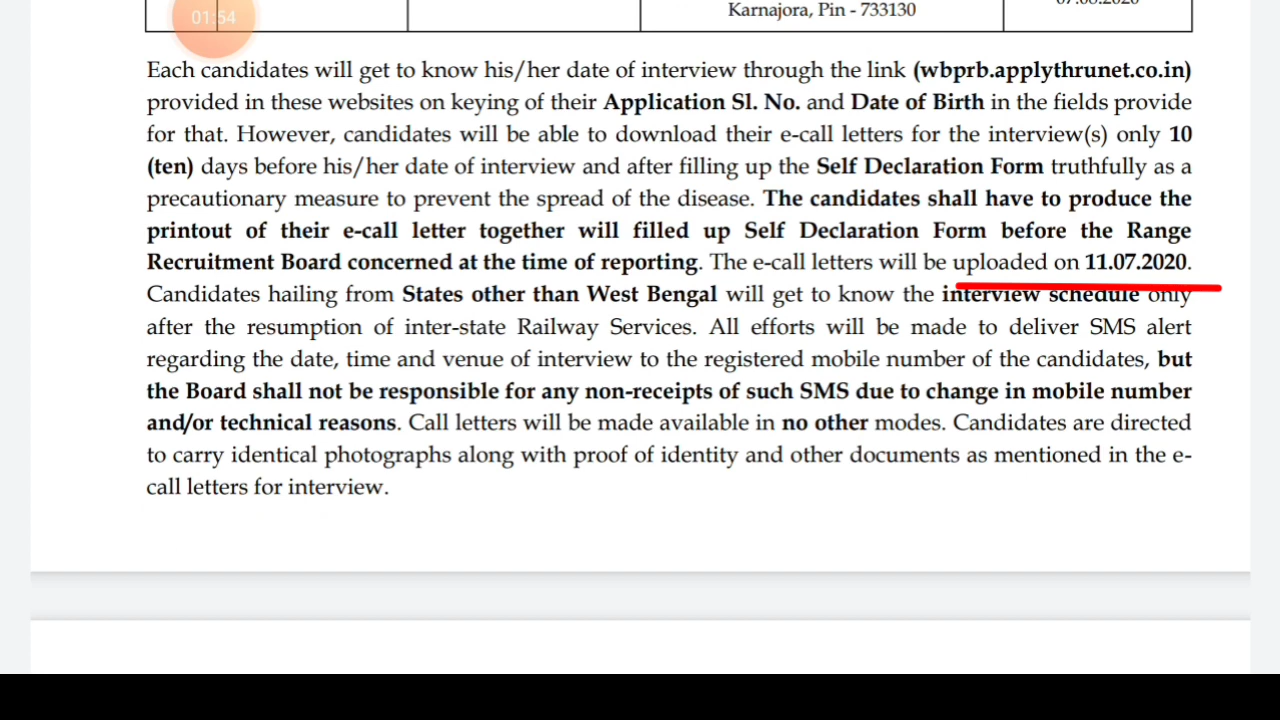 01:54
Karnajora, Pin - 733130
Each candidates will get to know his/her date of interview through the link (wbprb.applythrunet.co.in)
provided in these websites on keying of their Application Sl. No. and Date of Birth in the fields provide
for that. However, candidates will be able to download their e-call letters for the interview(s) only 10
(ten) days before his/her date of interview and after filling up the Self Declaration Form truthfully as a
precautionary measure to prevent the spread of the disease. The candidates shall have to produce the
printout of their e-call letter together will filled up Self Declaration Form before the Range
Recruitment Board concerned at the time of reporting. The e-call letters will be uploaded on 11.07.2020.
Candidates hailing from States other than West Bengal will get to know the interview schedule only
after the resumption of inter-state Railway Services. All efforts will be made to deliver SMS alert
regarding the date, time and venue of interview to the registered mobile number of the candidates, but
the Board shall not be responsible for any non-receipts of such SMS due to change in mobile number
and/or technical reasons. Call letters will be made available in no other modes. Candidates are directed
to carry identical photographs along with proof of identity and other documents as mentioned in the e-
call letters for interview.